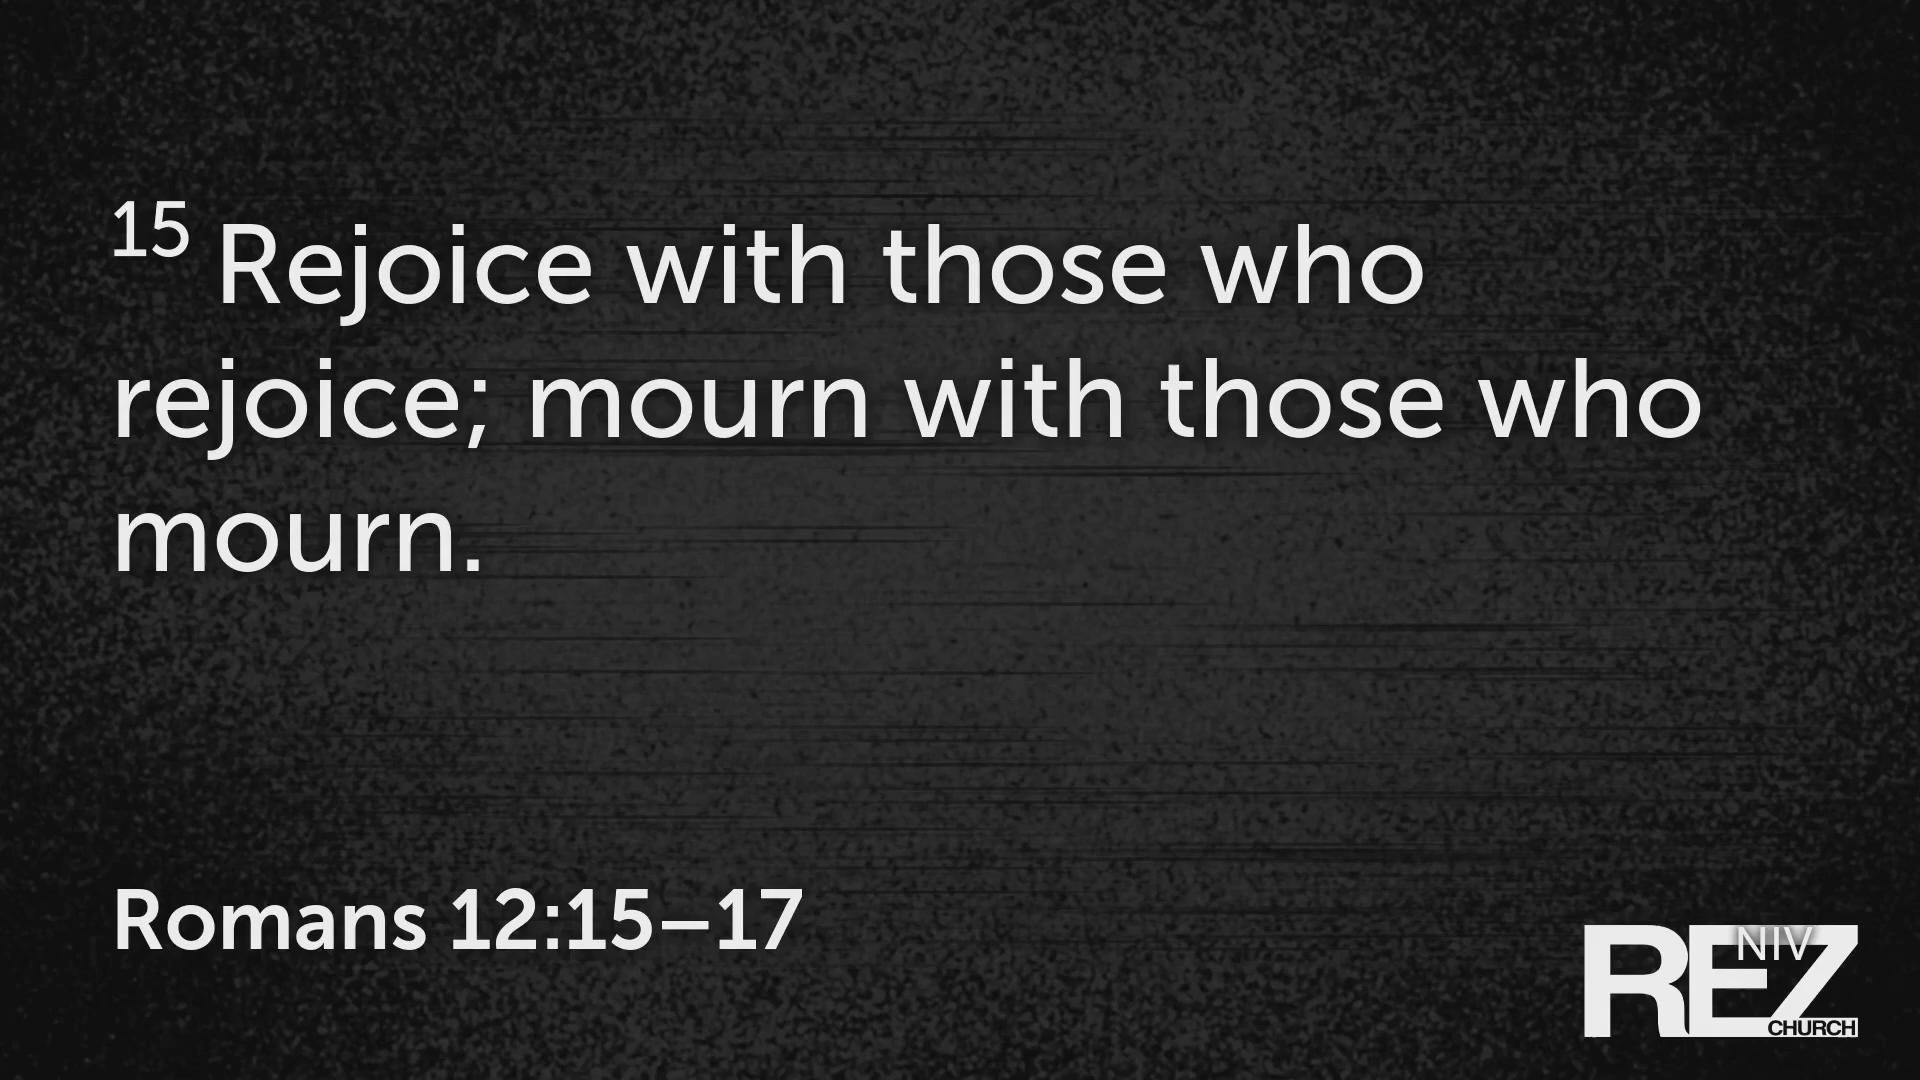 15 Rejoice with those who
rejoice; mourn with those who
mourn.
Romans 12:15–17
NIV
REZ
CHURCH